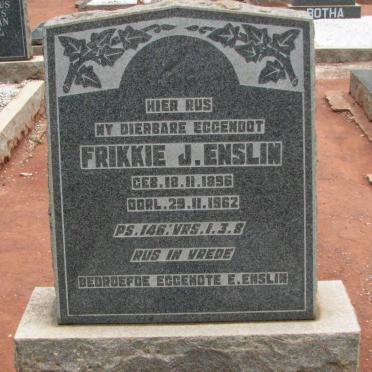 BOTHA
HIER RUS
MY DIERBARE EGGENOOT
FRIKKIE J. ENSLIN
GEB. 18.11.1896
OORL. 29.11.1962
PS. 146. VRS. 1.3.8
RUS IN VREDE
BEDROEFDE EGGENOTE E. ENSLIN